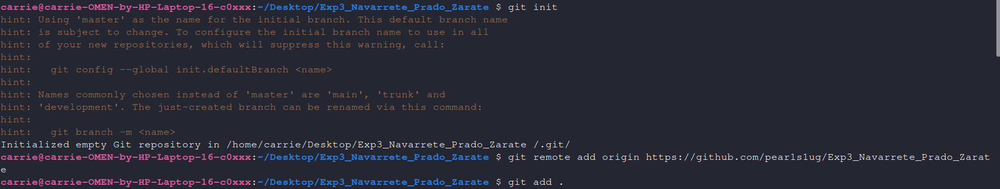 carrie@carrie-OMEN-by-HP-Laptop-16-c0xxx:~/Desktop/Exp3_Navarrete_Prado_Zarate $ git init
hint: Using 'master' as the name for the initial branch. This default branch name
hint: is subject to change. To configure the initial branch name to use in all
hint: of your new repositories, which will suppress this warning, call:
hint:
hint:   git config --global init.defaultBranch <name>
hint:
hint: Names commonly chosen instead of 'master' are 'main', 'trunk' and
hint: 'development'. The just-created branch can be renamed via this command:
hint:
hint:   git branch -m <name>
Initialized empty Git repository in /home/carrie/Desktop/Exp3_Navarrete_Prado_Zarate /.git/
carrie@carrie-OMEN-by-HP-Laptop-16-c0xxx:~/Desktop/Exp3_Navarrete_Prado_Zarate $ git remote add origin https://github.com/pear1s1ug/Exp3_Navarrete_Prado_Zarat
e
carrie@carrie-OMEN-by-HP-Laptop-16-c0xxx:~/Desktop/Exp3_Navarrete_Prado_Zarate $ git add .